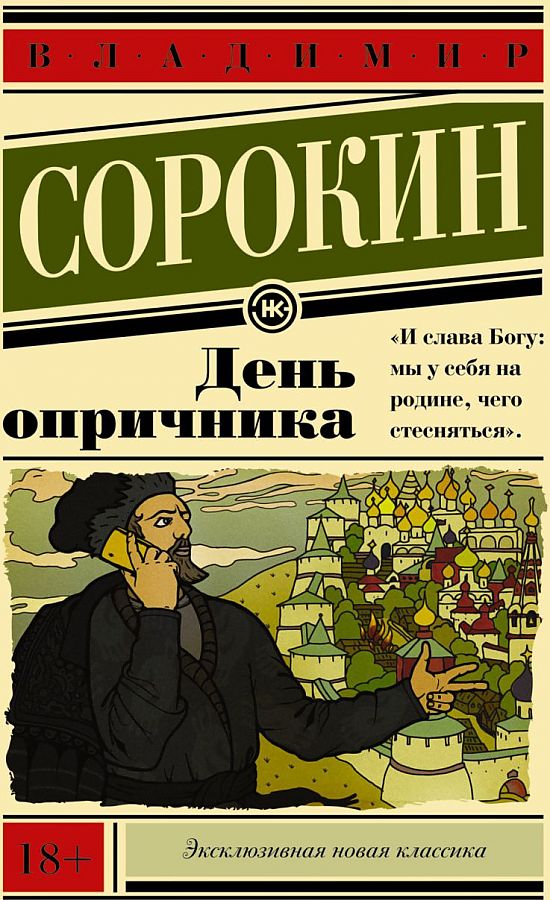 В·Л·А·Д·И·М·И·Р
СОРОКИН
НК
День
опричника
«И слава Богу:
мы у себя на
родине, чего
стесняться».
18+
Эксклюзивная новая классика